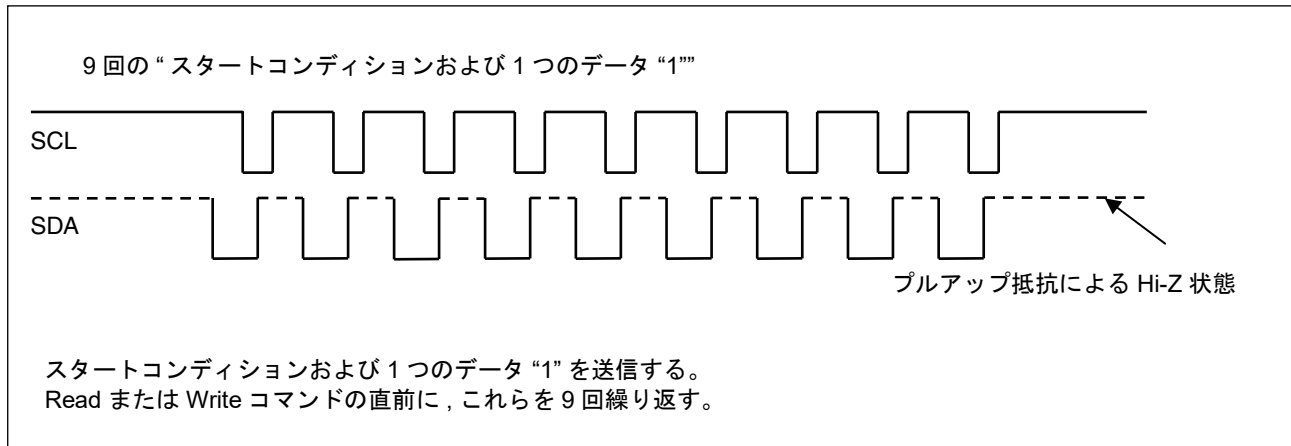 9 回の “ スタートコンディションおよび 1 つのデータ “1””
SCL
SDA
プルアップ抵抗による Hi-Z 状態
スタートコンディションおよび 1 つのデータ “1” を送信する。
Read または Write コマンドの直前に , これらを 9 回繰り返す。